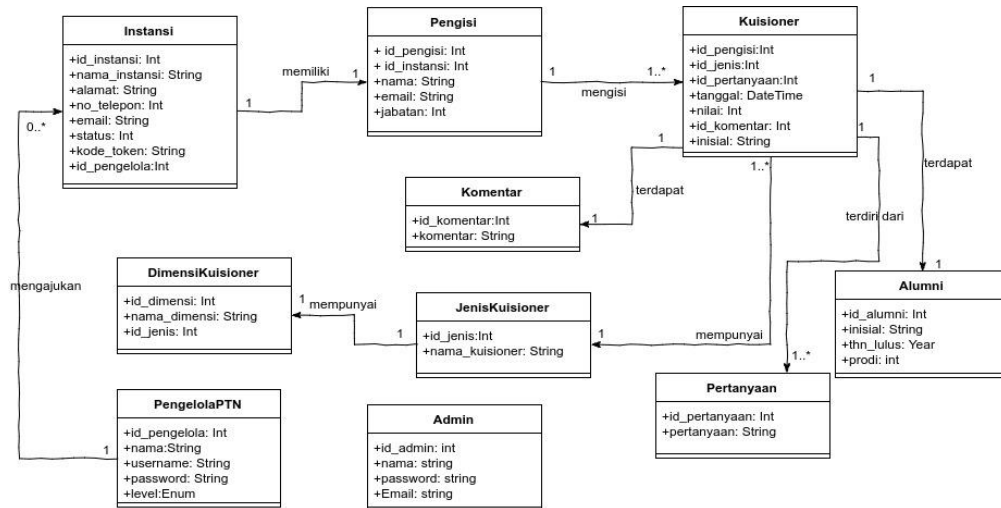 Instansi
+id_instansi: Int
+nama_instansi: String
+alamat: String
+no_telepon: Int
+email: String
+status: Int
+kode_token: String
+id_pengelola:Int
memiliki
1
1
Pengisi
+ id_pengisi: Int
+ id_instansi: Int
+nama: String
+email: String
+jabatan: Int
1
1..*
mengisi
Kuisioner
+id_pengisi:Int
+id_jenis:Int
+id_pertanyaan:Int
+tanggal: DateTime
+nilai: Int
+id_komentar: Int
+inisial: String
1
1
1
1..*
0..*
terdapat
terdapat
terdiri dari
Komentar
+id_komentar:Int
+komentar: String
1
mengajukan
DimensiKuisioner
+id_dimensi: Int
+nama_dimensi: String
+id_jenis: Int
1
mempunyai
1
JenisKuisioner
+id_jenis:Int
+nama_kuisioner: String
1
mempunyai
1
Alumni
+id_alumni: Int
+inisial: String
+thn_lulus: Year
+prodi: int
1..*
Pertanyaan
+id_pertanyaan: Int
+pertanyaan: String
PengelolaPTN
+id_pengelola: Int
+nama:String
+username: String
+password: String
+level:Enum
1
Admin
+id_admin: int
+nama: string
+password: string
+Email: string